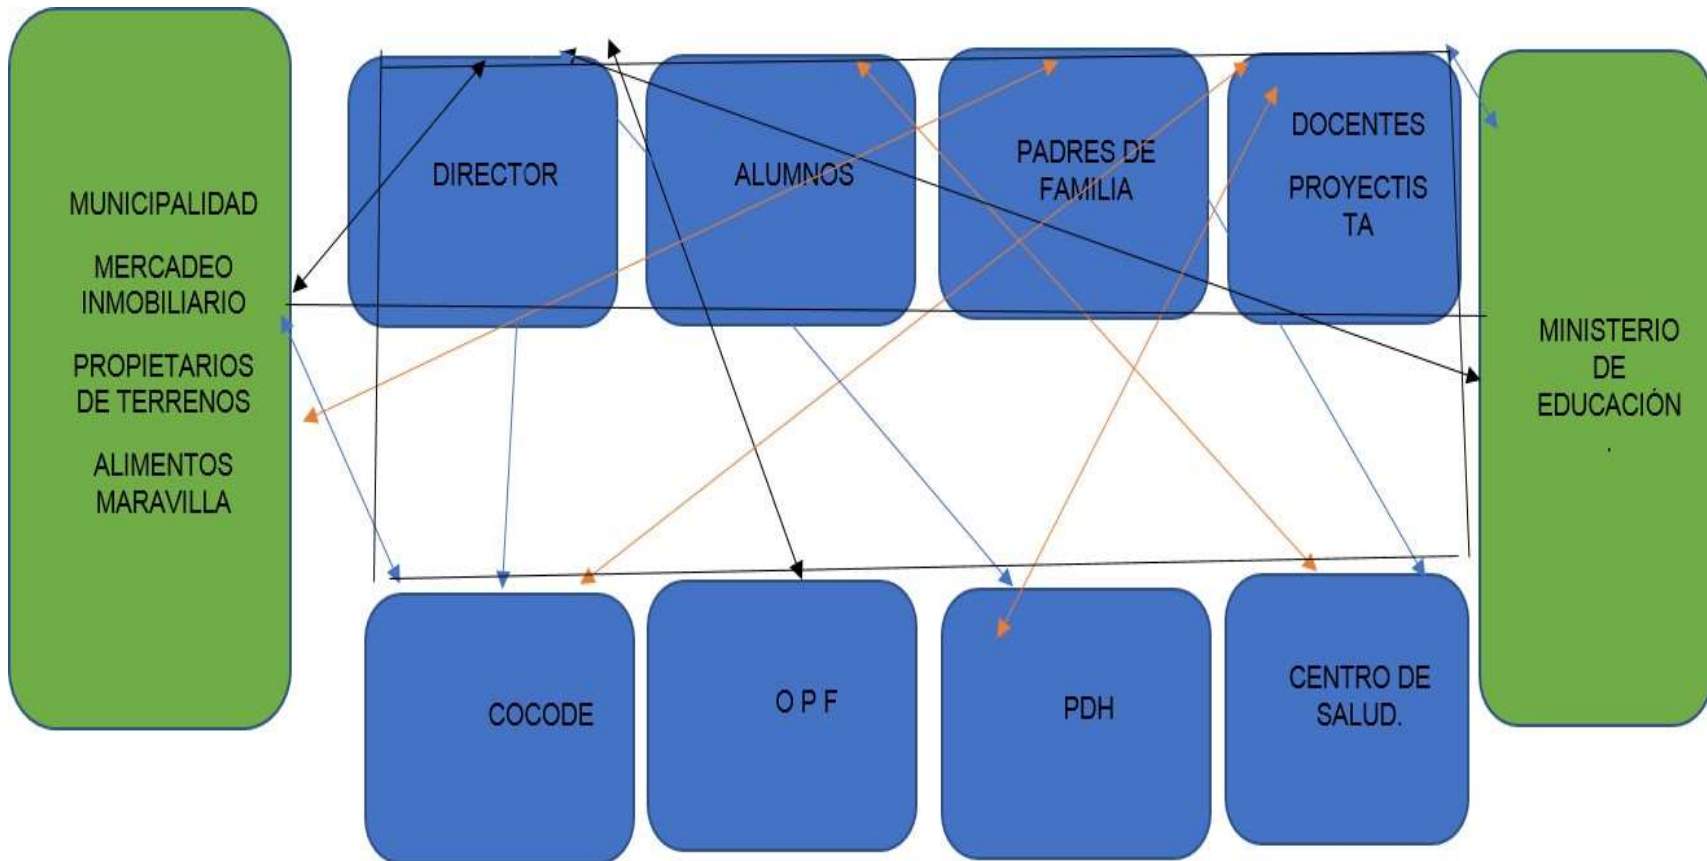 MUNICIPALIDAD
MERCADEO
INMOBILIARIO
PROPIETARIOS
DE TERRENOS
ALIMENTOS
MARAVILLA
DIRECTOR
ALUMNOS
PADRES DE
FAMILIA
DOCENTES
PROYECTIS
TA
MINISTERIO
DE
EDUCACIÓN
.
COCODE
O P F
PDH
CENTRO DE
SALUD.